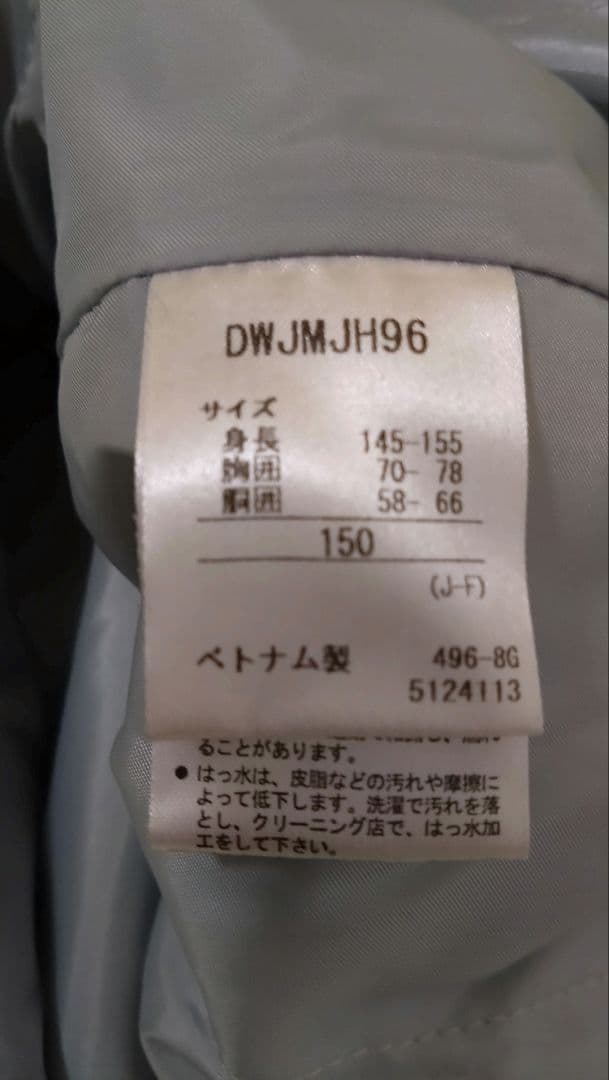 DWJMJH96
サイズ
身長 145-155
胸囲 70- 78
胴囲 58- 66
150
(J-F)
ベトナム製 496-8G
5124113
ることがあります。
● はっ水は、皮脂などの汚れや摩擦に
よって低下します。洗濯で汚れを落
とし、クリーニング店で、はっ水加
工をして下さい。